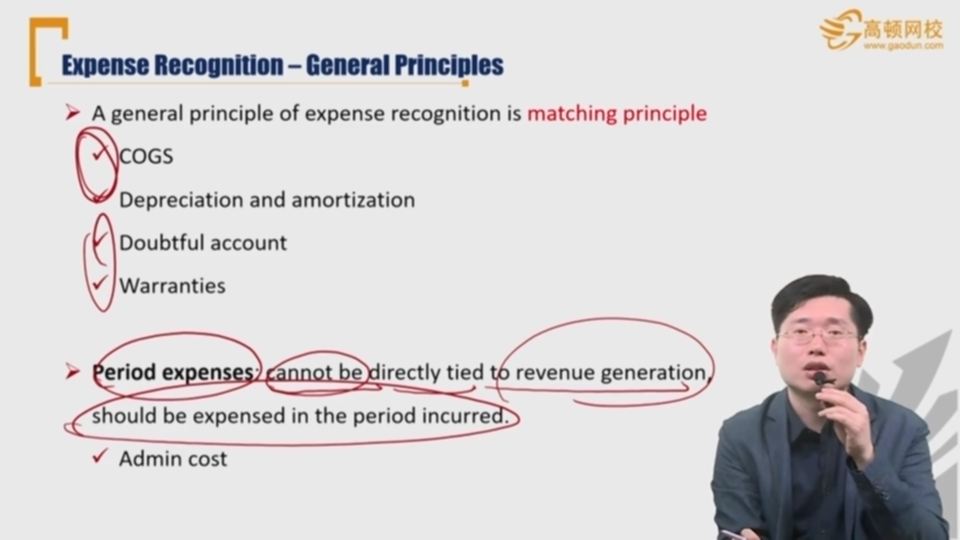 高顿网校
www.gaodun.com
Expense Recognition – General Principles
A general principle of expense recognition is matching principle
COGS
Depreciation and amortization
Doubtful account
Warranties
Period expenses: cannot be directly tied to revenue generation,
should be expensed in the period incurred.
Admin cost